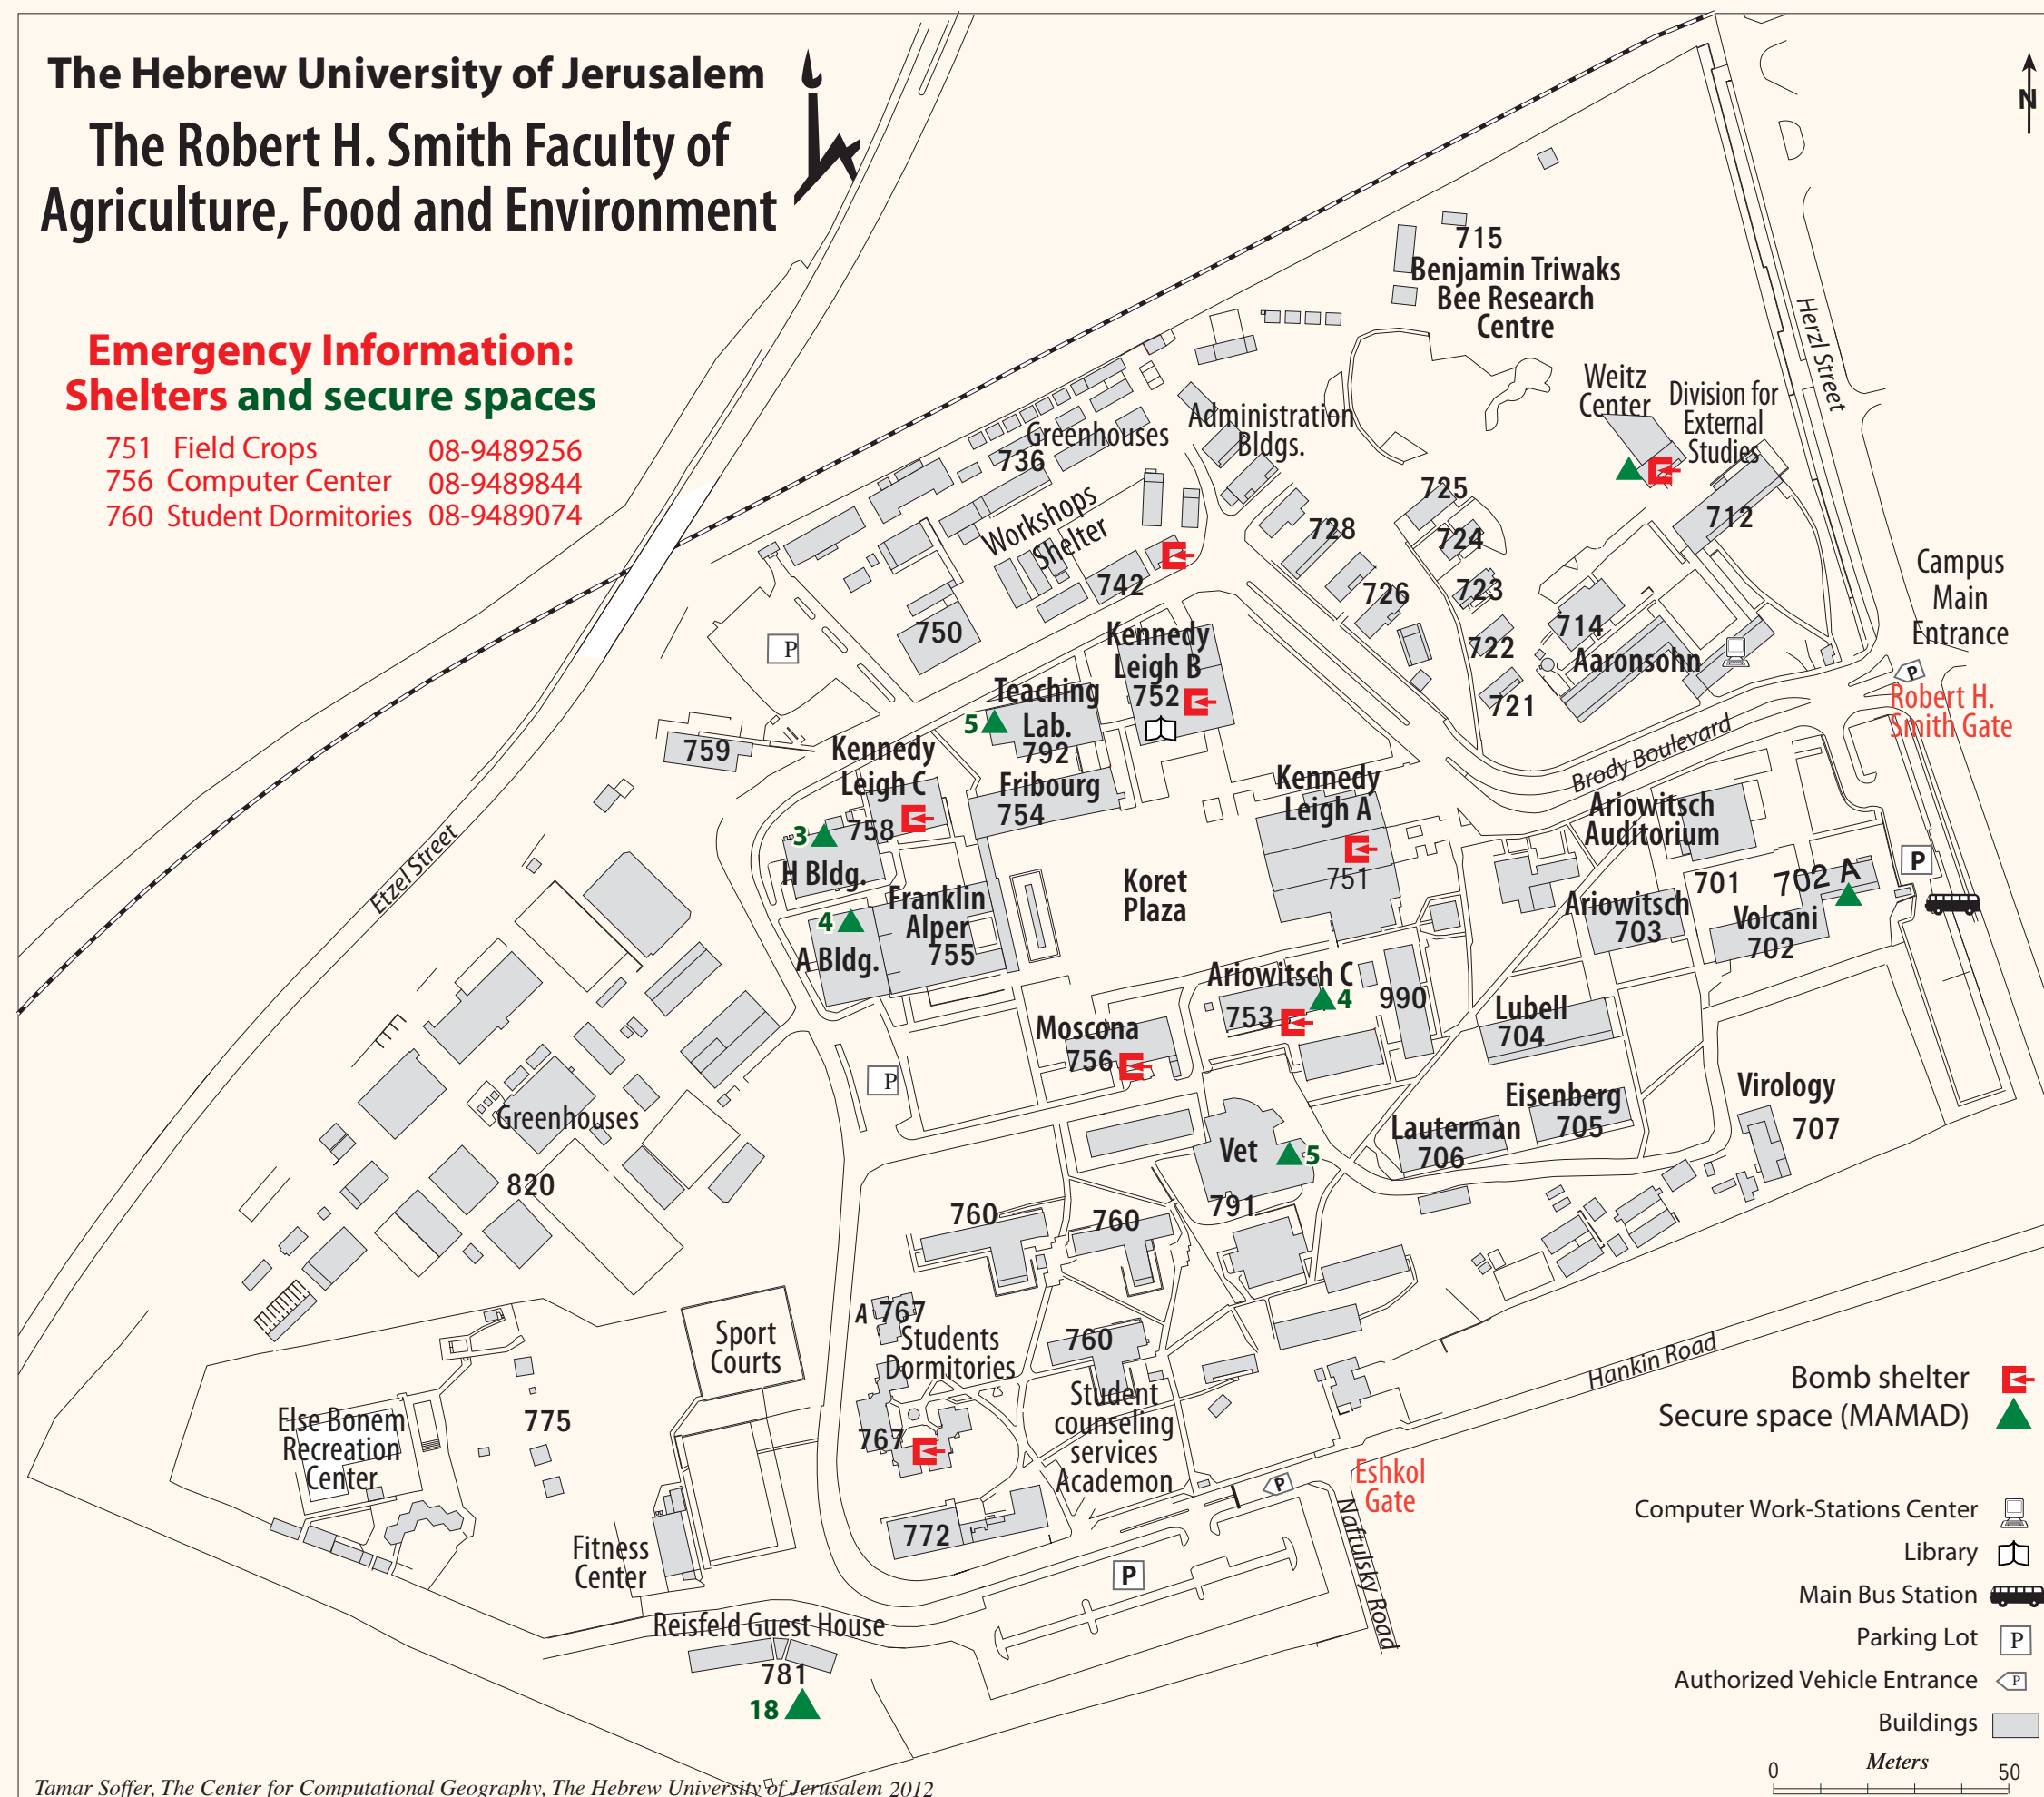 The Hebrew University of Jerusalem
The Robert H. Smith Faculty of
Agriculture, Food and Environment
N
Emergency Information:
Shelters and secure spaces
751 Field Crops 08-9489256
756 Computer Center 08-9489844
760 Student Dormitories 08-9489074
715
Benjamin Triwaks
Bee Research
Centre
Herzl Street
Weitz
Center
Division for
External
Studies
712
Administration
Bldgs.
Greenhouses
736
Workshops
Shelter
742
750
725
724
723
722
721
728
726
714
Aaronsohn
Campus
Main
Entrance
P
Robert H.
Smith Gate
Brody Boulevard
P
Kennedy
Leigh B
752
Teaching
Lab.
792
5
759
Kennedy
Leigh C
758
3
H Bldg.
Fribourg
754
Kennedy
Leigh A
751
Ariowitsch
Auditorium
701
702 A
P
Etzel Street
Franklin
Alper
755
4
A Bldg.
Koret
Plaza
Ariowitsch
703
Volcani
702
Ariowitsch C
753
4
990
Lubell
704
Moscona
756
P
Greenhouses
820
Eisenberg
705
Lauterman
706
Virology
707
Vet
5
791
760
760
760
A 767
Students
Dormitories
767
Sport
Courts
Student
counseling
services
Academon
Else Bonem
Recreation
Center
775
Hankin Road
Eshkol
Gate
P
Naftulsky Road
772
P
Fitness
Center
Reisfeld Guest House
781
18
Bomb shelter
Secure space (MAMAD)
Computer Work-Stations Center
Library
Main Bus Station
Parking Lot P
Authorized Vehicle Entrance P
Buildings
Meters
0 50
Tamar Soffer, The Center for Computational Geography, The Hebrew University of Jerusalem 2012